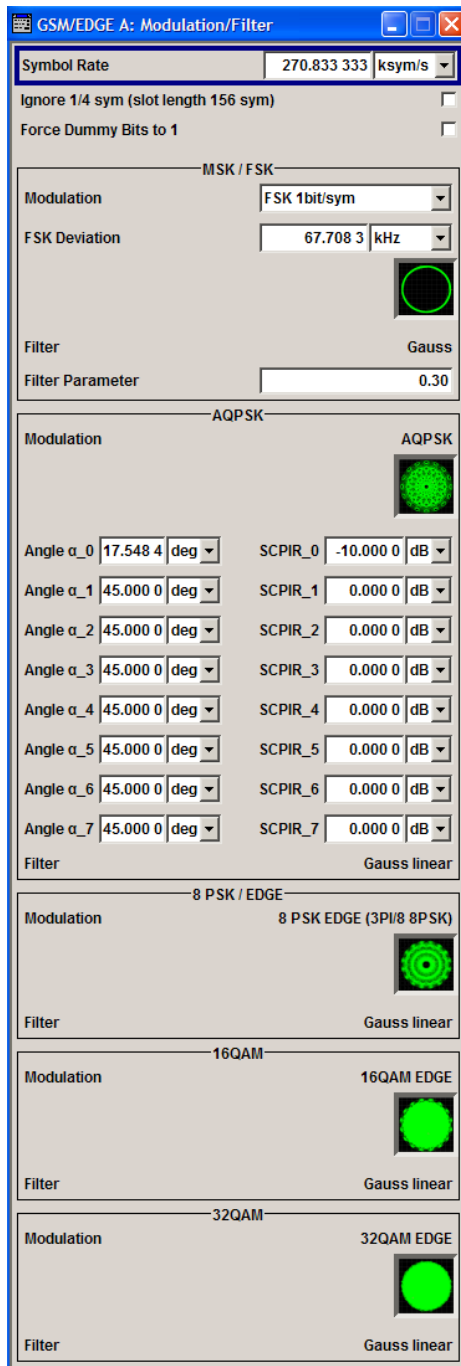 GSM/EDGE A: Modulation/Filter
Symbol Rate 270.833 333 ksym/s
Ignore 1/4 sym (slot length 156 sym)
Force Dummy Bits to 1
MSK / FSK
Modulation FSK 1bit/sym
FSK Deviation 67.708 3 kHz
Filter Gauss
Filter Parameter 0.30
AQPSK
Modulation AQPSK
Angle α_0 17.548 4 deg SCPIR_0 -10.000 0 dB
Angle α_1 45.000 0 deg SCPIR_1 0.000 0 dB
Angle α_2 45.000 0 deg SCPIR_2 0.000 0 dB
Angle α_3 45.000 0 deg SCPIR_3 0.000 0 dB
Angle α_4 45.000 0 deg SCPIR_4 0.000 0 dB
Angle α_5 45.000 0 deg SCPIR_5 0.000 0 dB
Angle α_6 45.000 0 deg SCPIR_6 0.000 0 dB
Angle α_7 45.000 0 deg SCPIR_7 0.000 0 dB
Filter Gauss linear
8 PSK / EDGE
Modulation 8 PSK EDGE (3PI/8 8PSK)
Filter Gauss linear
16QAM
Modulation 16QAM EDGE
Filter Gauss linear
32QAM
Modulation 32QAM EDGE
Filter Gauss linear